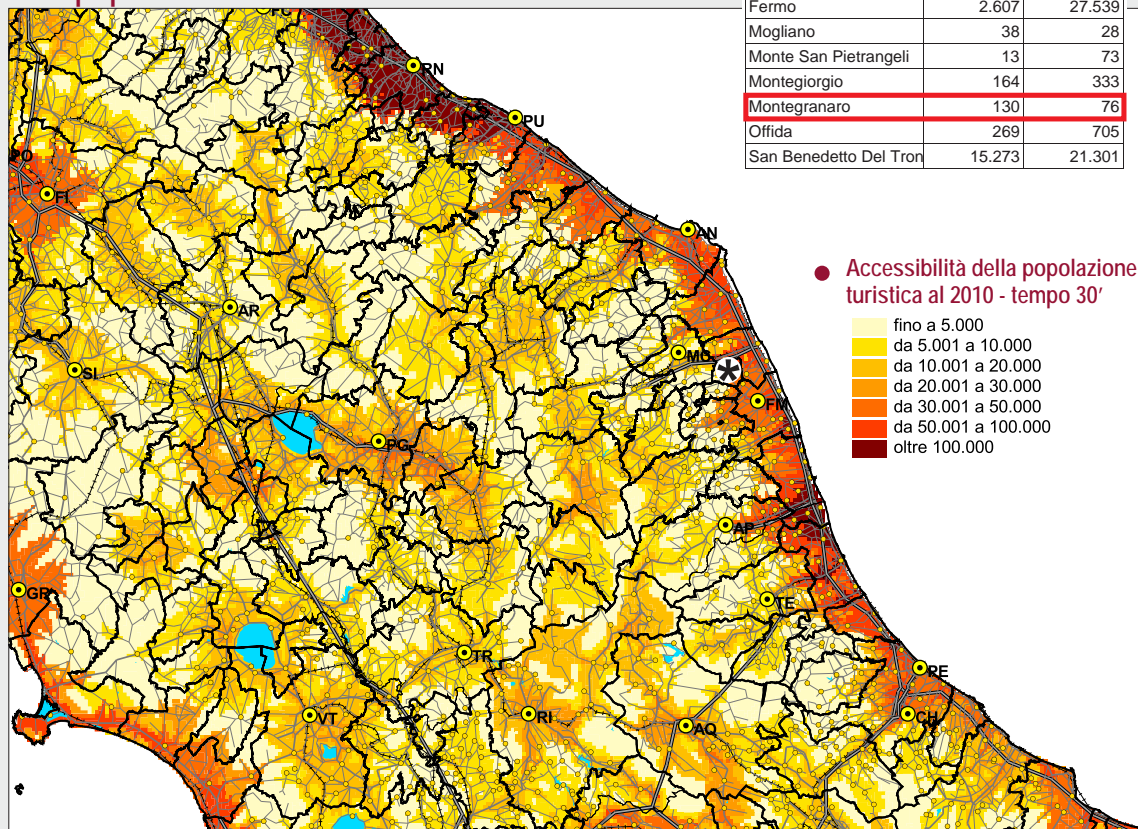 Fermo 2.607 27.539
Mogliano 38 28
Monte San Pietrangeli 13 73
Montegiorgio 164 333
Montegranaro 130 76
Offida 269 705
San Benedetto Del Tron 15.273 21.301
Accessibilità della popolazione
turistica al 2010 - tempo 30'
fino a 5.000
da 5.001 a 10.000
da 10.001 a 20.000
da 20.001 a 30.000
da 30.001 a 50.000
da 50.001 a 100.000
oltre 100.000
RN
PU
PO
FI
AN
AR
MC
SI
FM
PG
AP
GR
TE
TR
PE
VT
RI
CH
AQ